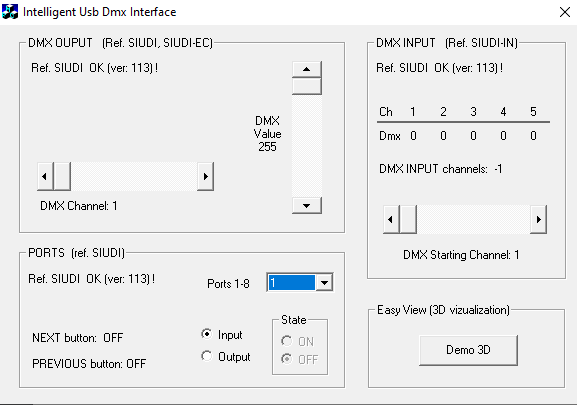 Intelligent Usb Dmx Interface
DMX OUPUT (Ref. SIUDI, SIUDI-EC)
Ref. SIUDI OK (ver: 113) !
DMX
Value
255
DMX Channel: 1
DMX INPUT (Ref. SIUDI-IN)
Ref. SIUDI OK (ver: 113) !
Ch 1 2 3 4 5
Dmx 0 0 0 0 0
DMX INPUT channels: -1
DMX Starting Channel: 1
PORTS (ref. SIUDI)
Ref. SIUDI OK (ver: 113) !
Ports 1-8 1
NEXT button: OFF
PREVIOUS button: OFF
Input
Output
State
ON
OFF
Easy View (3D vizualization)
Demo 3D